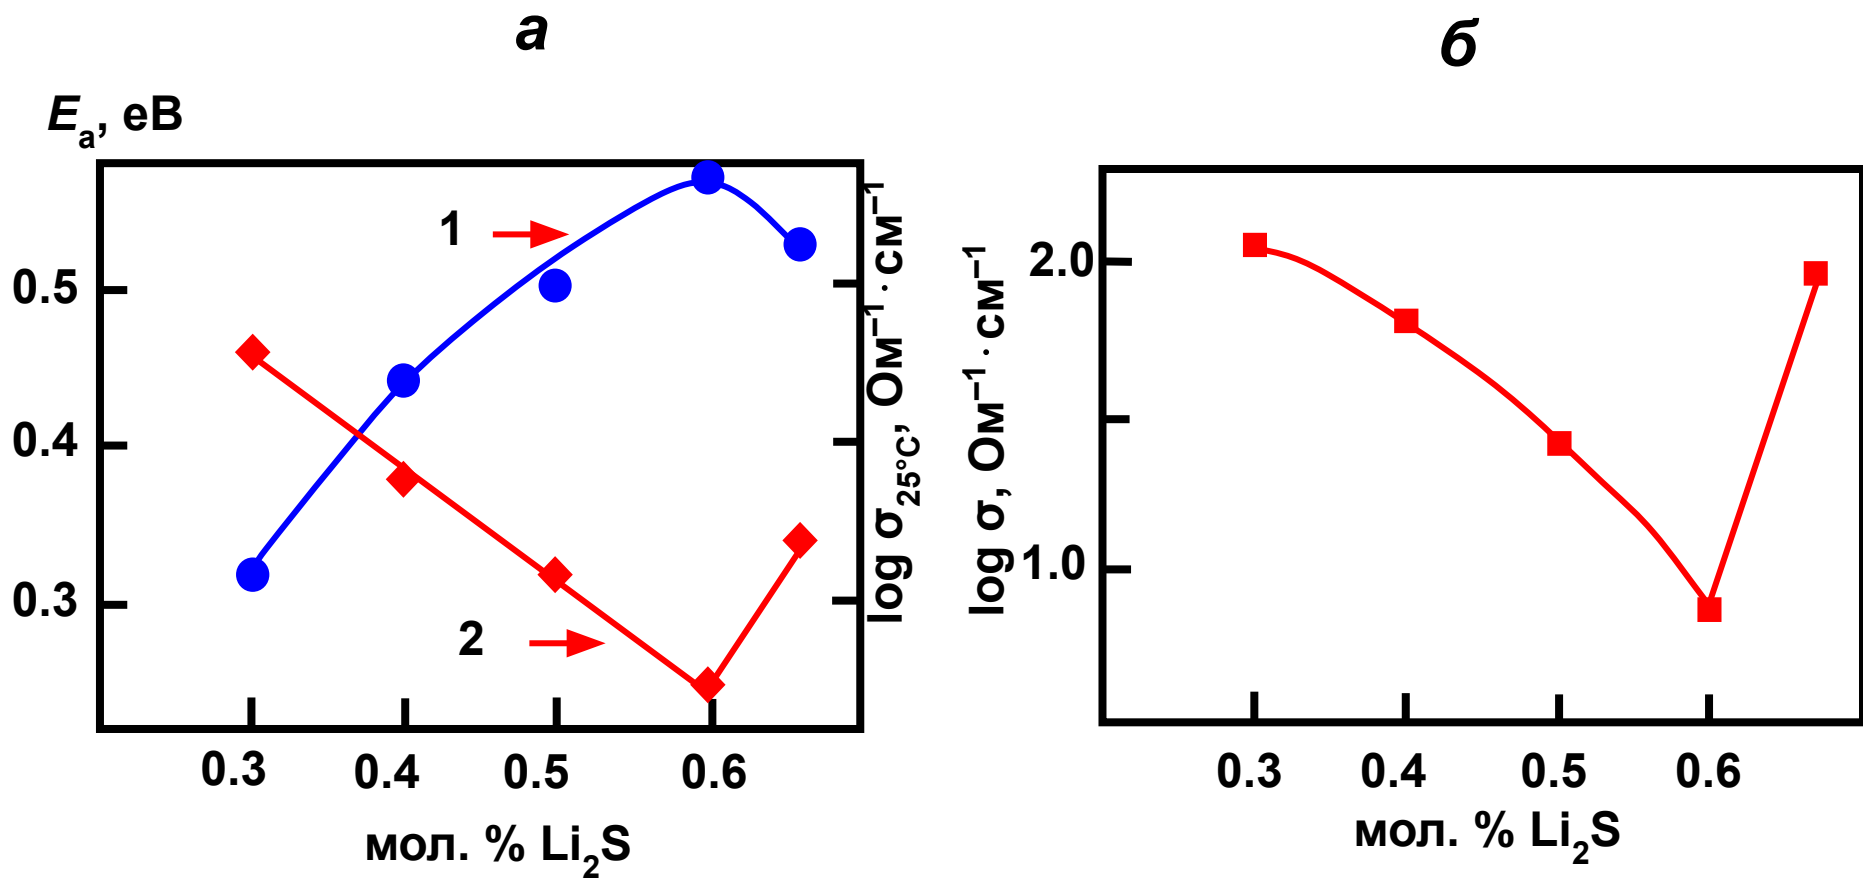 а
б
Eₐ, еВ
0.5
0.4
0.3
1
2
0.3 0.4 0.5 0.6
мол. % Li₂S
log σ₂₅°C, Ом⁻¹·см⁻¹
log σ, Ом⁻¹·см⁻¹
2.0
1.0
0.3 0.4 0.5 0.6
мол. % Li₂S